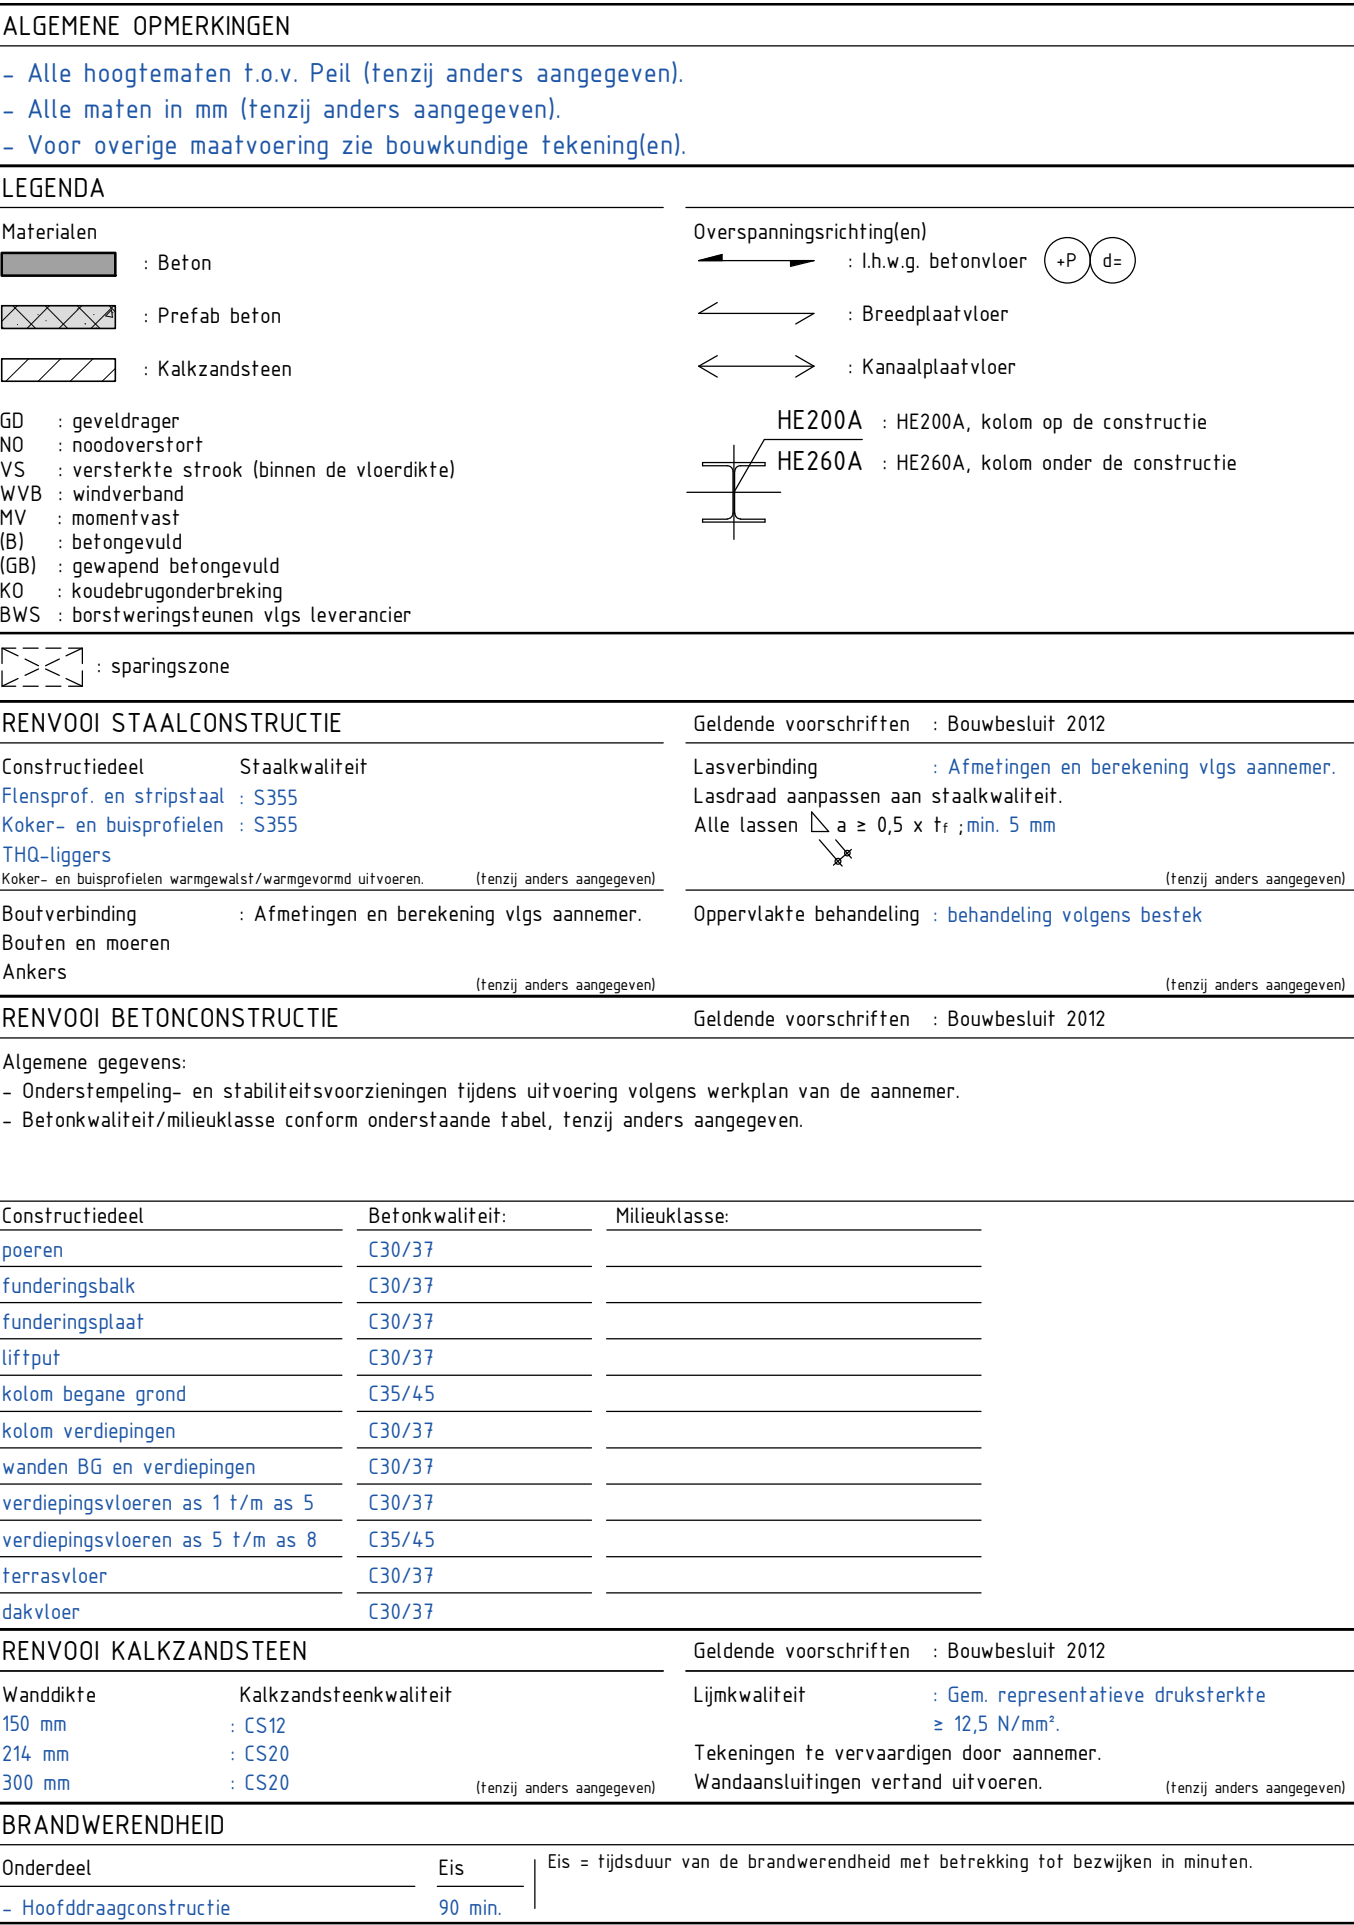 ALGEMENE OPMERKINGEN
- Alle hoogtematen t.o.v. Peil (tenzij anders aangegeven).
- Alle maten in mm (tenzij anders aangegeven).
- Voor overige maatvoering zie bouwkundige tekening(en).
LEGENDA
Materialen
: Beton
: Prefab beton
: Kalkzandsteen
GD : geveldrager
NO : noodoverstort
VS : versterkte strook (binnen de vloerdikte)
WVB : windverband
MV : momentvast
(B) : betongevuld
(GB) : gewapend betongevuld
KO : koudebrugonderbreking
BWS : borstweringsteunen vlgs leverancier
Overspanningsrichting(en)
: I.h.w.g. betonvloer +P d=
: Breedplaatvloer
: Kanaalplaatvloer
HE200A : HE200A, kolom op de constructie
HE260A : HE260A, kolom onder de constructie
: sparingszone
RENVOOI STAALCONSTRUCTIE
Geldende voorschriften : Bouwbesluit 2012
Constructiedeel Staalkwaliteit
Flensprof. en stripstaal : S355
Koker- en buisprofielen : S355
THQ-liggers
Koker- en buisprofielen warmgewalst/warmgevormd uitvoeren. (tenzij anders aangegeven)
Lasverbinding : Afmetingen en berekening vlgs aannemer.
Lasdraad aanpassen aan staalkwaliteit.
Alle lassen a ≥ 0,5 x tf ; min. 5 mm
(tenzij anders aangegeven)
Boutverbinding : Afmetingen en berekening vlgs aannemer.
Bouten en moeren
Ankers
(tenzij anders aangegeven)
Oppervlakte behandeling : behandeling volgens bestek
(tenzij anders aangegeven)
RENVOOI BETONCONSTRUCTIE
Geldende voorschriften : Bouwbesluit 2012
Algemene gegevens:
- Onderstempeling- en stabiliteitsvoorzieningen tijdens uitvoering volgens werkplan van de aannemer.
- Betonkwaliteit/milieuklasse conform onderstaande tabel, tenzij anders aangegeven.
Constructiedeel Betonkwaliteit: Milieuklasse:
poeren C30/37
funderingsbalk C30/37
funderingsplaat C30/37
liftput C30/37
kolom begane grond C35/45
kolom verdiepingen C30/37
wanden BG en verdiepingen C30/37
verdiepingsvloeren as 1 t/m as 5 C30/37
verdiepingsvloeren as 5 t/m as 8 C35/45
terrasvloer C30/37
dakvloer C30/37
RENVOOI KALKZANDSTEEN
Geldende voorschriften : Bouwbesluit 2012
Wanddikte Kalkzandsteenkwaliteit
150 mm : CS12
214 mm : CS20
300 mm : CS20
(tenzij anders aangegeven)
Lijmkwaliteit : Gem. representatieve druksterkte
≥ 12,5 N/mm².
Tekeningen te vervaardigen door aannemer.
Wandaansluitingen vertand uitvoeren. (tenzij anders aangegeven)
BRANDWERENDHEID
Onderdeel Eis
Eis = tijdsduur van de brandwerendheid met betrekking tot bezwijken in minuten.
- Hoofddraagconstructie 90 min.